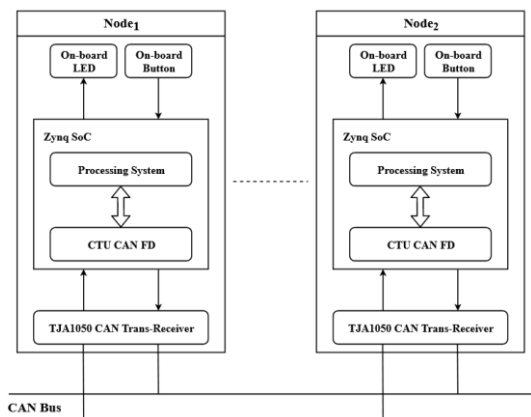 Node1
On-board
LED
On-board
Button
Zynq SoC
Processing System
CTU CAN FD
TJA1050 CAN Trans-Receiver
Node2
On-board
LED
On-board
Button
Zynq SoC
Processing System
CTU CAN FD
TJA1050 CAN Trans-Receiver
CAN Bus